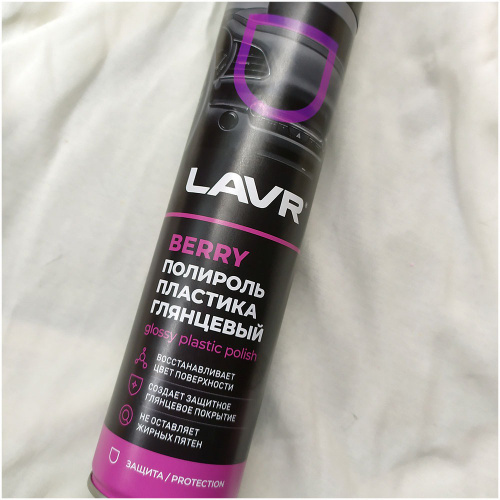 LAVR
BERRY
ПОЛИРОЛЬ
ПЛАСТИКА
ГЛЯНЦЕВЫЙ
glossy plastic polish
ВОССТАНАВЛИВАЕТ
ЦВЕТ ПОВЕРХНОСТИ
СОЗДАЕТ ЗАЩИТНОЕ
ГЛЯНЦЕВОЕ ПОКРЫТИЕ
НЕ ОСТАВЛЯЕТ
ЖИРНЫХ ПЯТЕН
ЗАЩИТА / PROTECTION